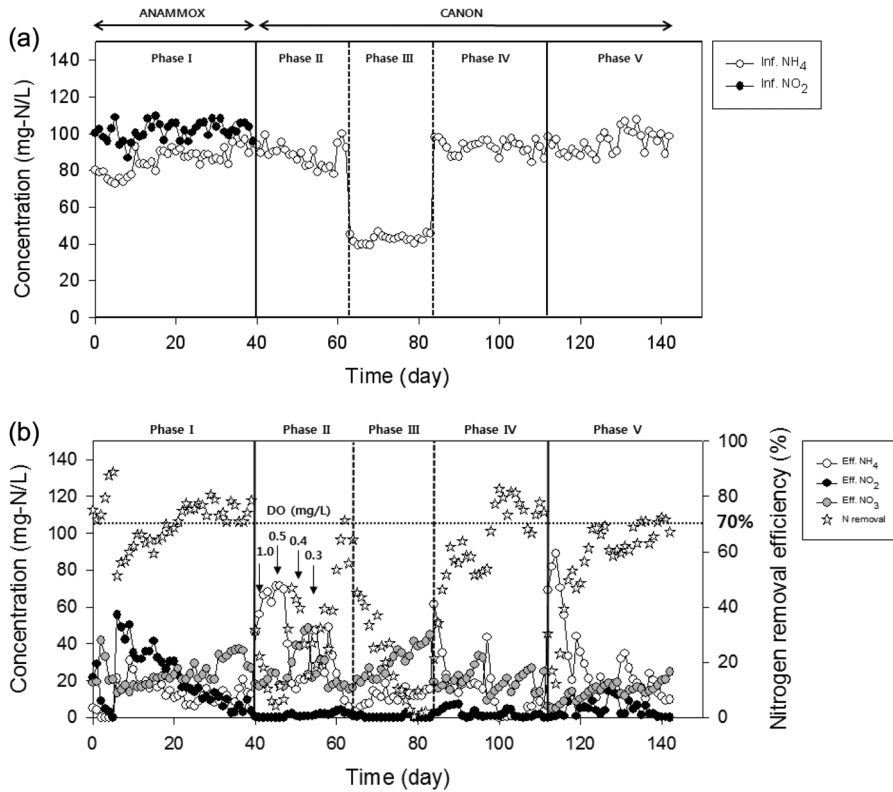 ANAMMOX CANON
(a)
Phase I Phase II Phase III Phase IV Phase V
Inf. NH4
Inf. NO2
Concentration (mg-N/L)
140
120
100
80
60
40
20
0
0 20 40 60 80 100 120 140
Time (day)
(b)
Phase I Phase II Phase III Phase IV Phase V
Eff. NH4
Eff. NO2
Eff. NO3
N removal
Concentration (mg-N/L)
140
120
100
80
60
40
20
0
DO (mg/L)
1.0
0.5
0.4
0.3
100
80
70%
60
40
20
0
Nitrogen removal efficiency (%)
0 20 40 60 80 100 120 140
Time (day)